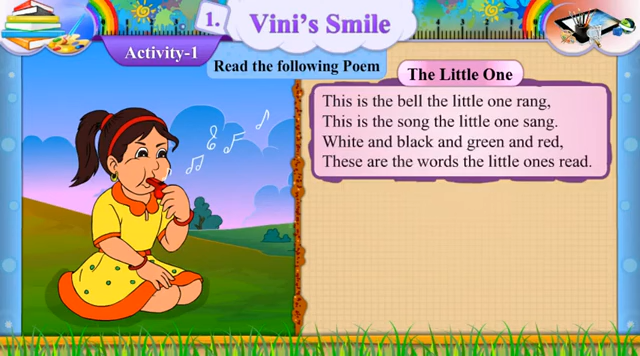 1.
Vini's Smile
Activity-1
Read the following Poem
The Little One
This is the bell the little one rang,
This is the song the little one sang.
White and black and green and red,
These are the words the little ones read.